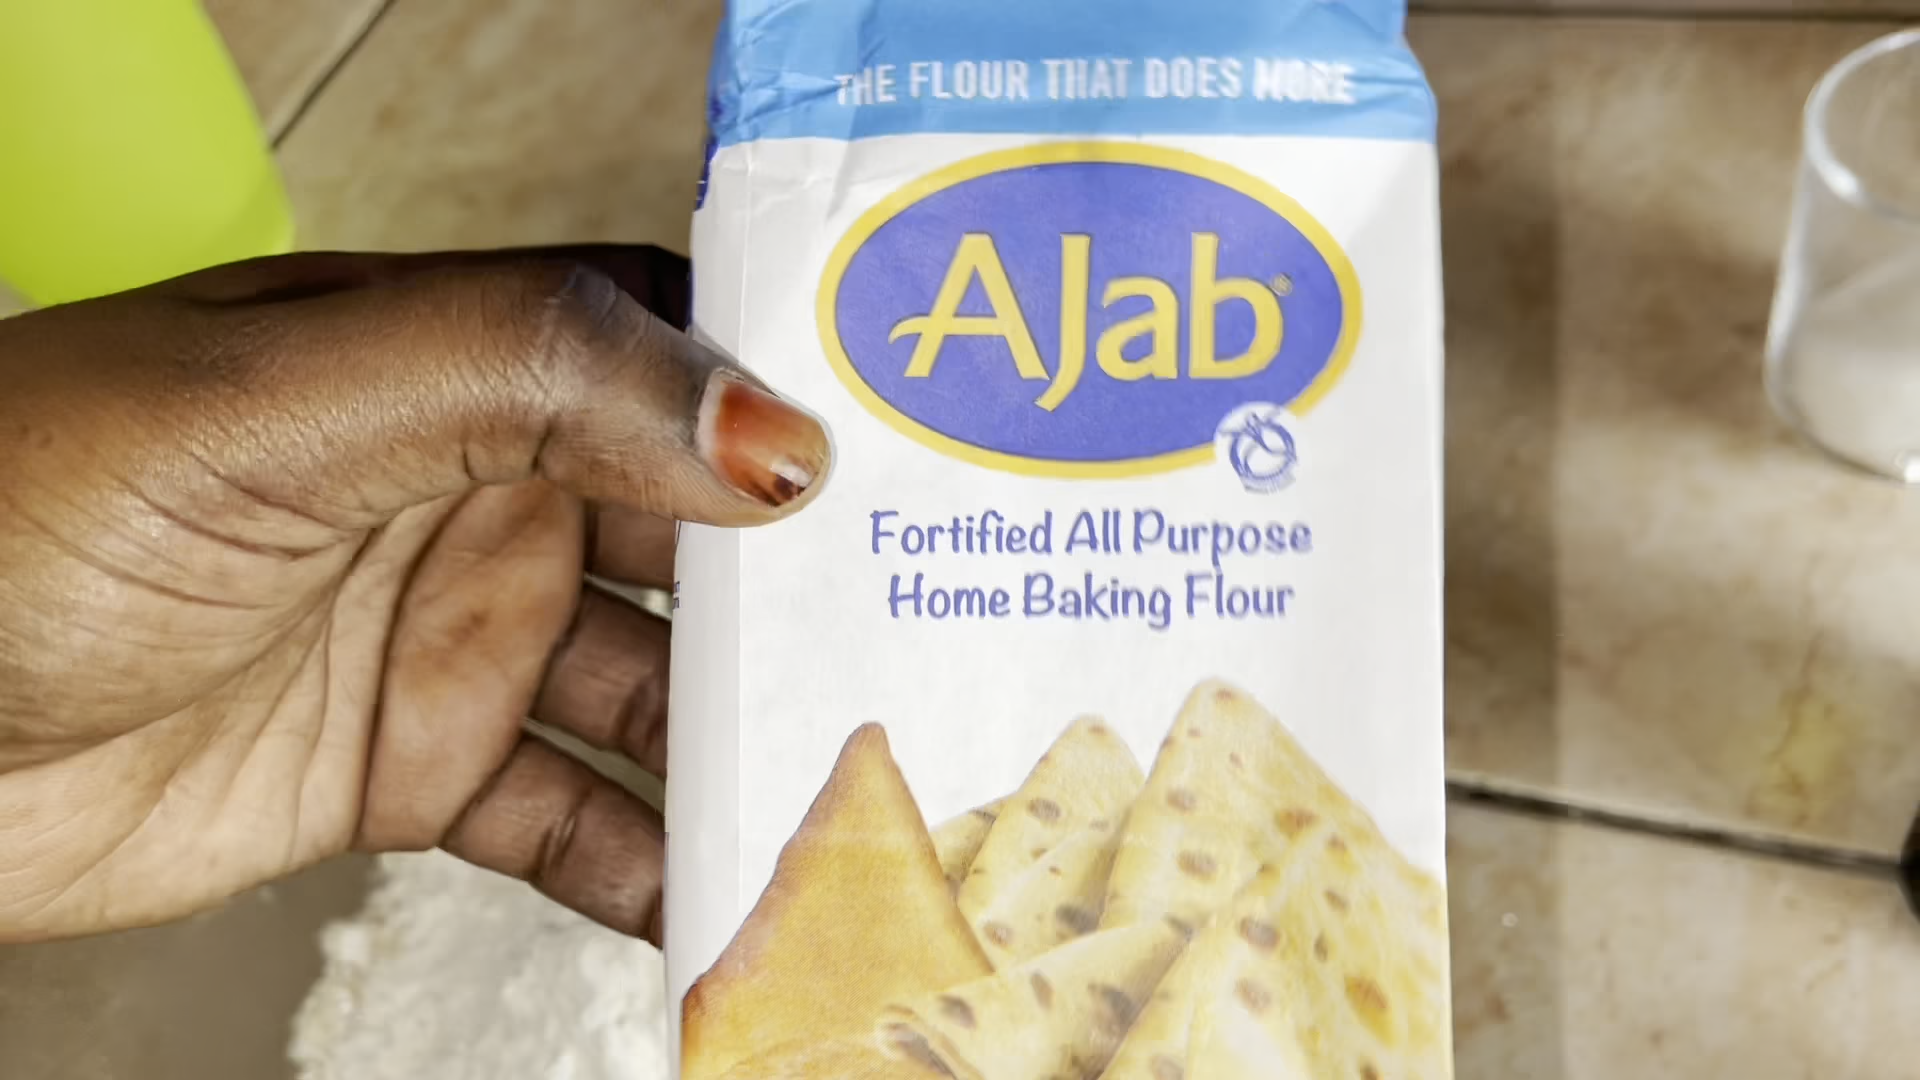 THE FLOUR THAT DOES MORE
AJab®
Fortified All Purpose
Home Baking Flour